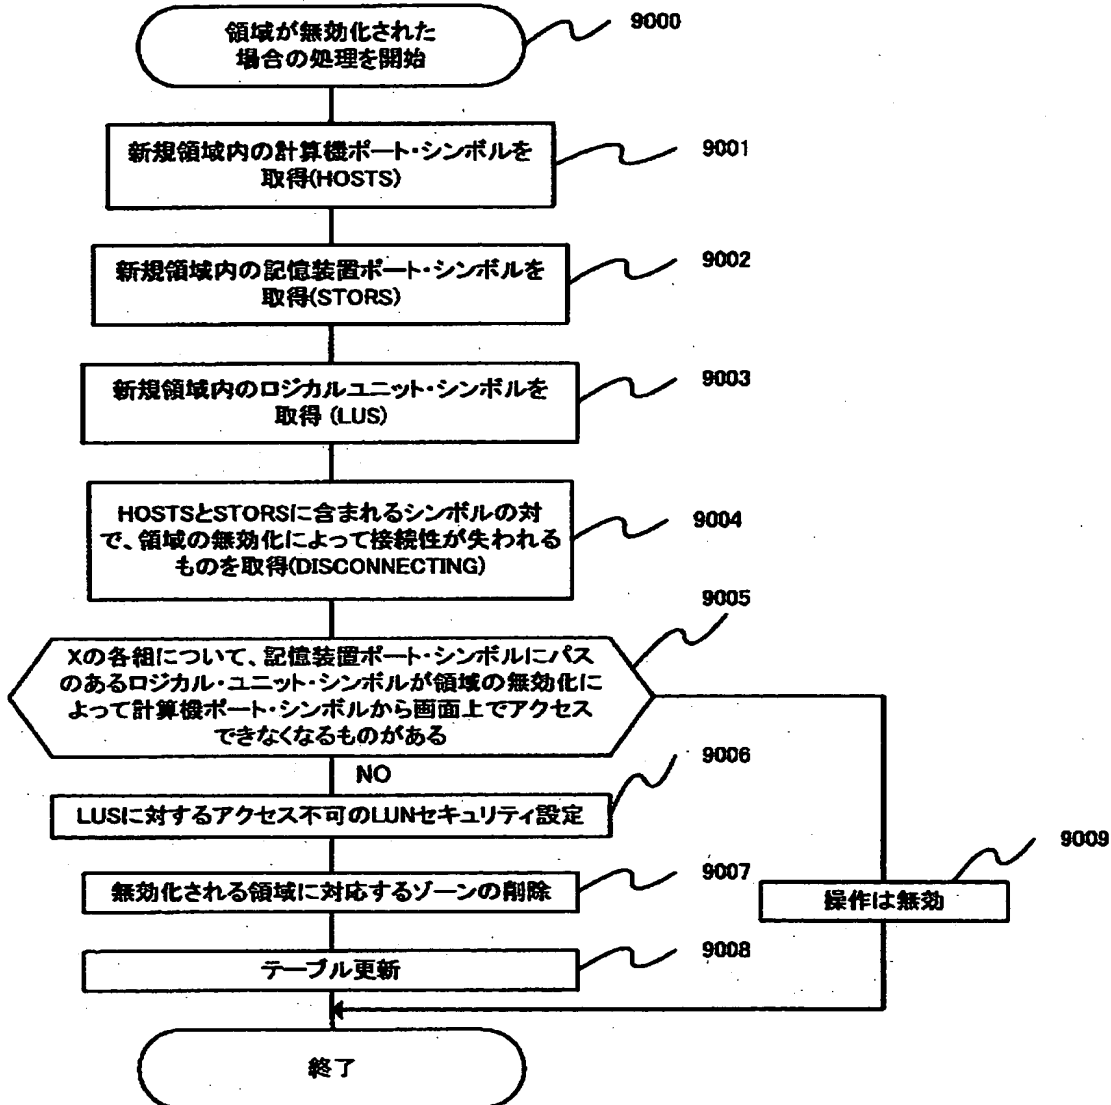 領域が無効化された
場合の処理を開始
9000
新規領域内の計算機ポート・シンボルを
取得(HOSTS)
9001
新規領域内の記憶装置ポート・シンボルを
取得(STORS)
9002
新規領域内のロジカルユニット・シンボルを
取得 (LUS)
9003
HOSTSとSTORSに含まれるシンボルの対
で、領域の無効化によって接続性が失われる
ものを取得(DISCONNECTING)
9004
9005
Xの各組について、記憶装置ポート・シンボルにパス
のあるロジカル・ユニット・シンボルが領域の無効化に
よって計算機ポート・シンボルから画面上でアクセス
できなくなるものがある
NO
9006
LUSに対するアクセス不可のLUNセキュリティ設定
9007
無効化される領域に対応するゾーンの削除
9009
操作は無効
9008
テーブル更新
終了